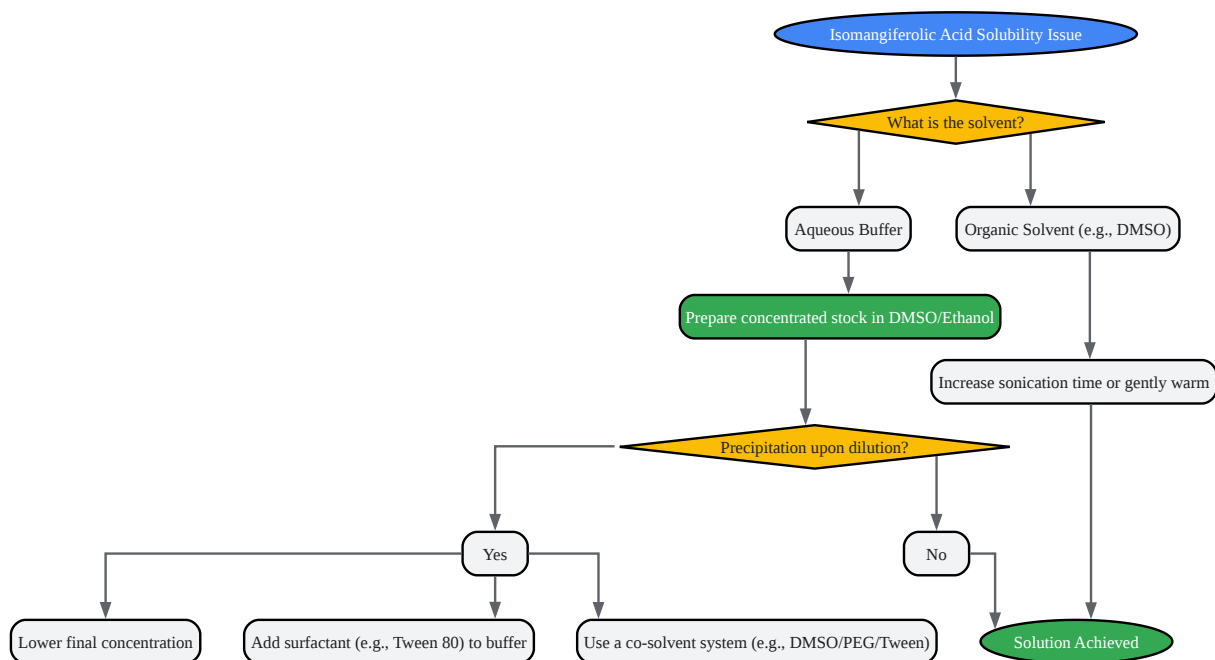 Isomangiferolic Acid Solubility Issue
What is the solvent?
Aqueous Buffer
Organic Solvent (e.g., DMSO)
Prepare concentrated stock in DMSO/Ethanol
Increase sonication time or gently warm
Precipitation upon dilution?
Yes
No
Lower final concentration
Add surfactant (e.g., Tween 80) to buffer
Use a co-solvent system (e.g., DMSO/PEG/Tween)
Solution Achieved